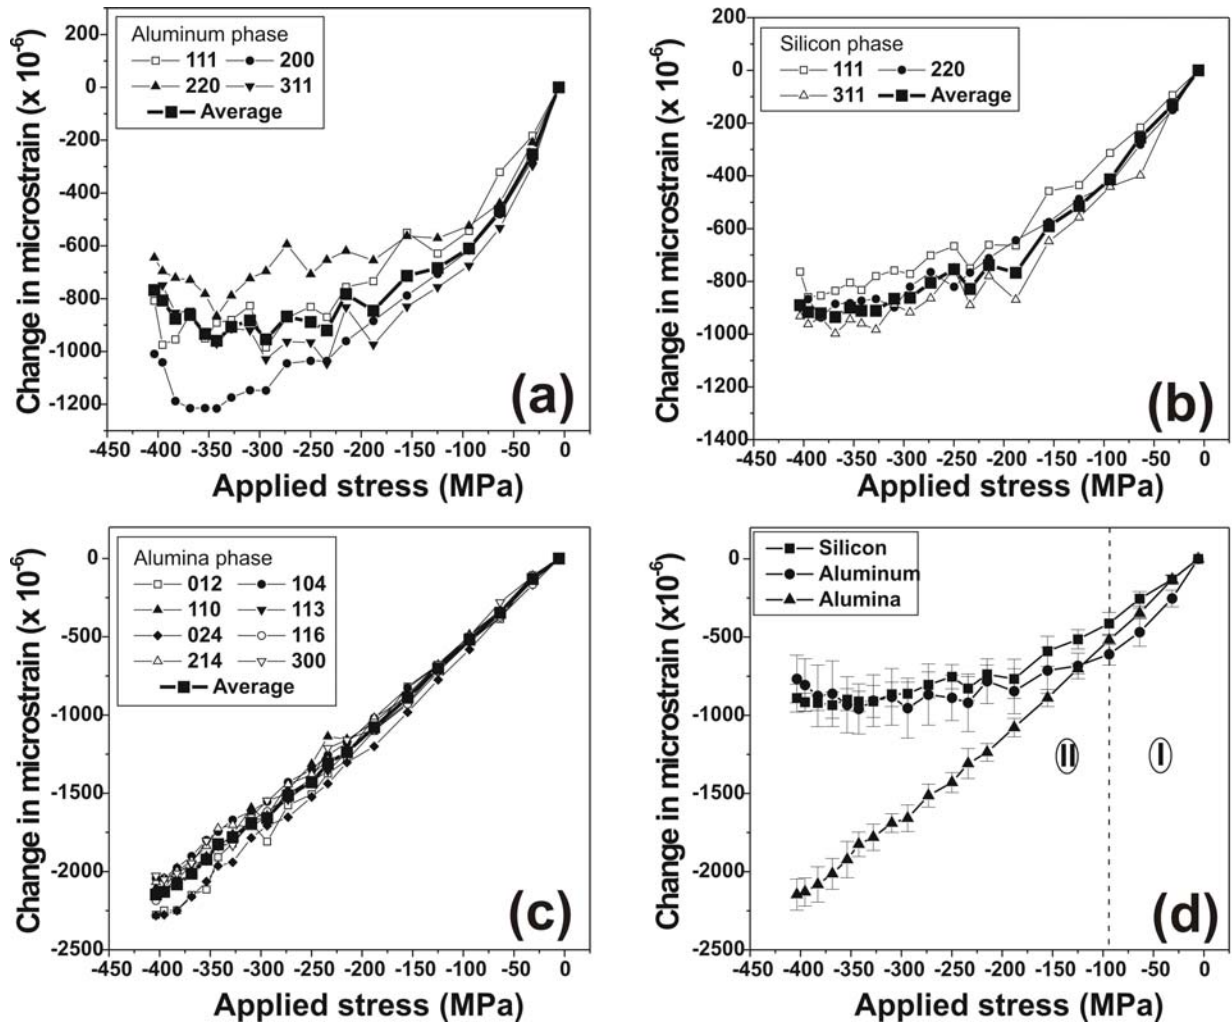 Change in microstrain (x 10-6)
200
0
-200
-400
-600
-800
-1000
-1200
Aluminum phase
111 200
220 311
Average
(a)
-450 -400 -350 -300 -250 -200 -150 -100 -50 0
Applied stress (MPa)
Change in microstrain (x 10-6)
200
0
-200
-400
-600
-800
-1000
-1200
-1400
Silicon phase
111 220
311 Average
(b)
-450 -400 -350 -300 -250 -200 -150 -100 -50 0
Applied stress (MPa)
Change in microstrain (x 10-6)
0
-500
-1000
-1500
-2000
-2500
Alumina phase
012 104
110 113
024 116
214 300
Average
(c)
-450 -400 -350 -300 -250 -200 -150 -100 -50 0
Applied stress (MPa)
Change in microstrain (x10-6)
0
-500
-1000
-1500
-2000
-2500
Silicon
Aluminum
Alumina
II I
(d)
-450 -400 -350 -300 -250 -200 -150 -100 -50 0
Applied stress (MPa)